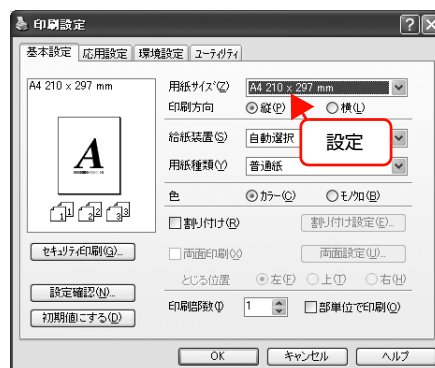 印刷設定
基本設定 応用設定 環境設定 ユーティリティ
A4 210 x 297 mm
用紙サイズ(Z) A4 210 x 297 mm
印刷方向 縦(P) 横(L)
給紙装置(S) 自動選択
設定
用紙種類(Y) 普通紙
A
色 カラー(C) モノクロ(B)
1 1 2 2 3 3
割り付け(R) 割り付け設定(E)...
セキュリティ印刷(G)...
両面印刷(X) 両面設定(U)...
とじる位置 左(F) 上(T) 右(H)
設定確認(N)...
印刷部数(I) 1 部単位で印刷(O)
初期値にする(D)
OK キャンセル ヘルプ